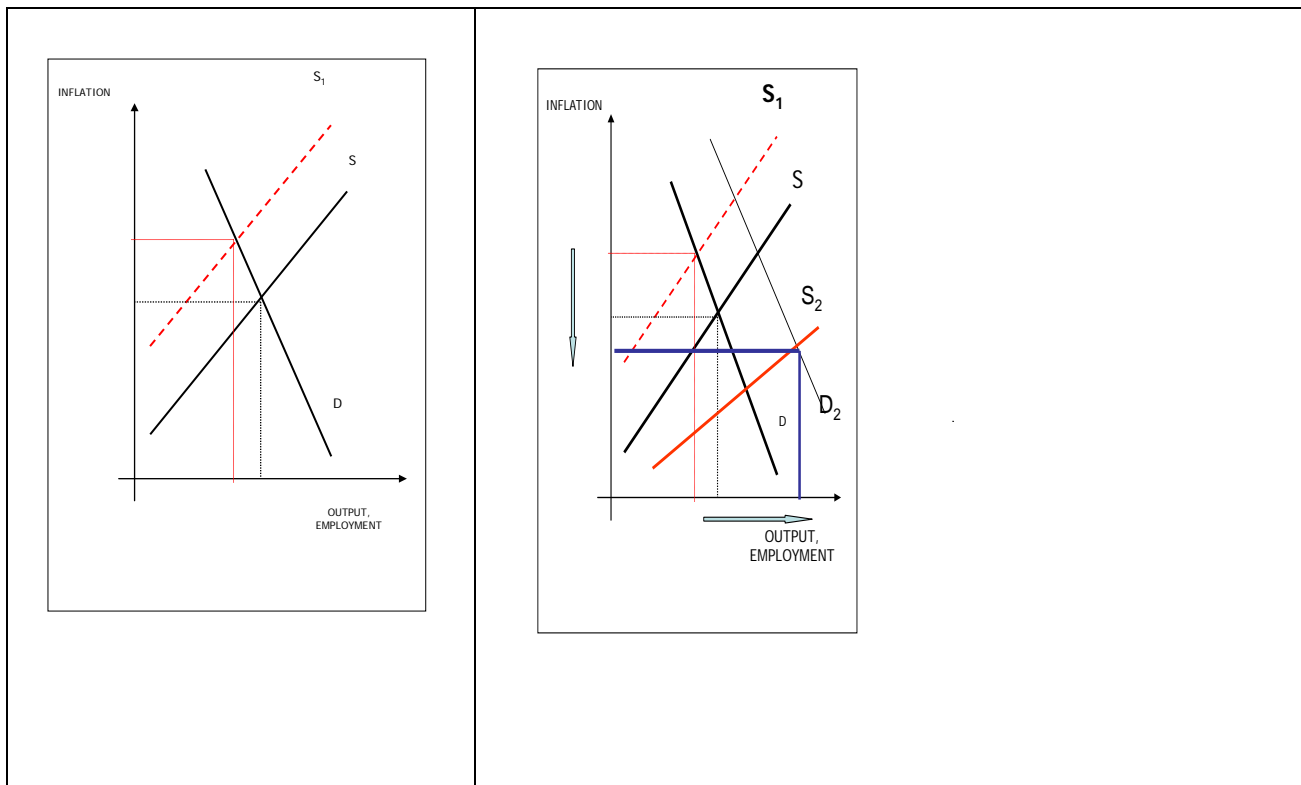 S₁
INFLATION
S
D
OUTPUT,
EMPLOYMENT
S₁
INFLATION
S
S₂
D₂
D
OUTPUT,
EMPLOYMENT
.